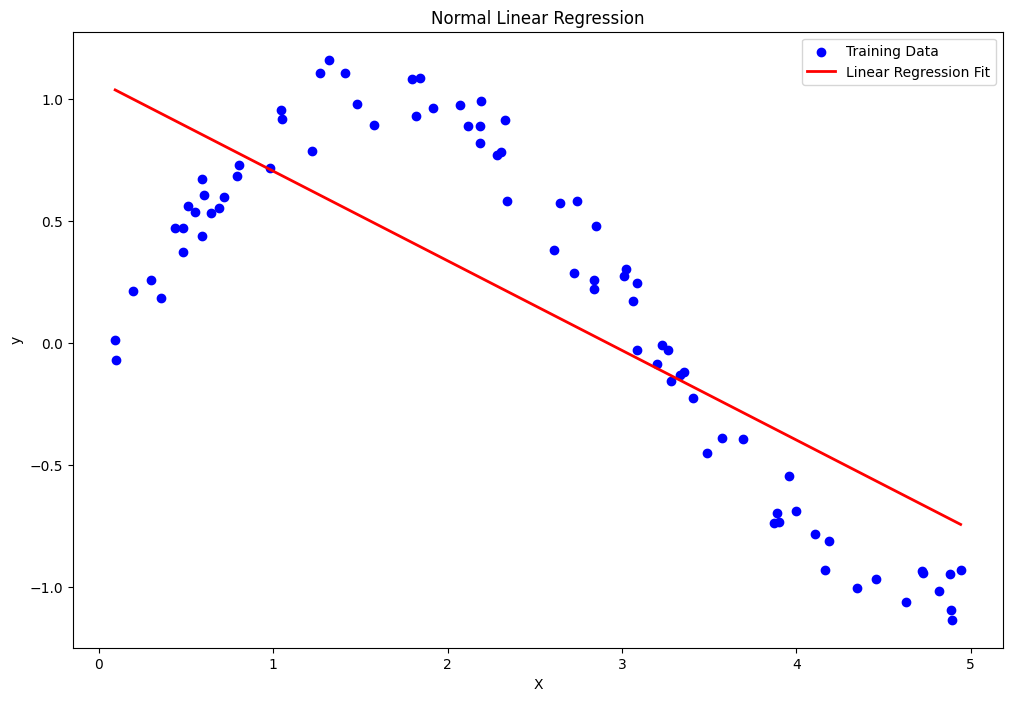 Normal Linear Regression
Training Data
Linear Regression Fit
1.0
0.5
0.0
−0.5
−1.0
y
0 1 2 3 4 5
X